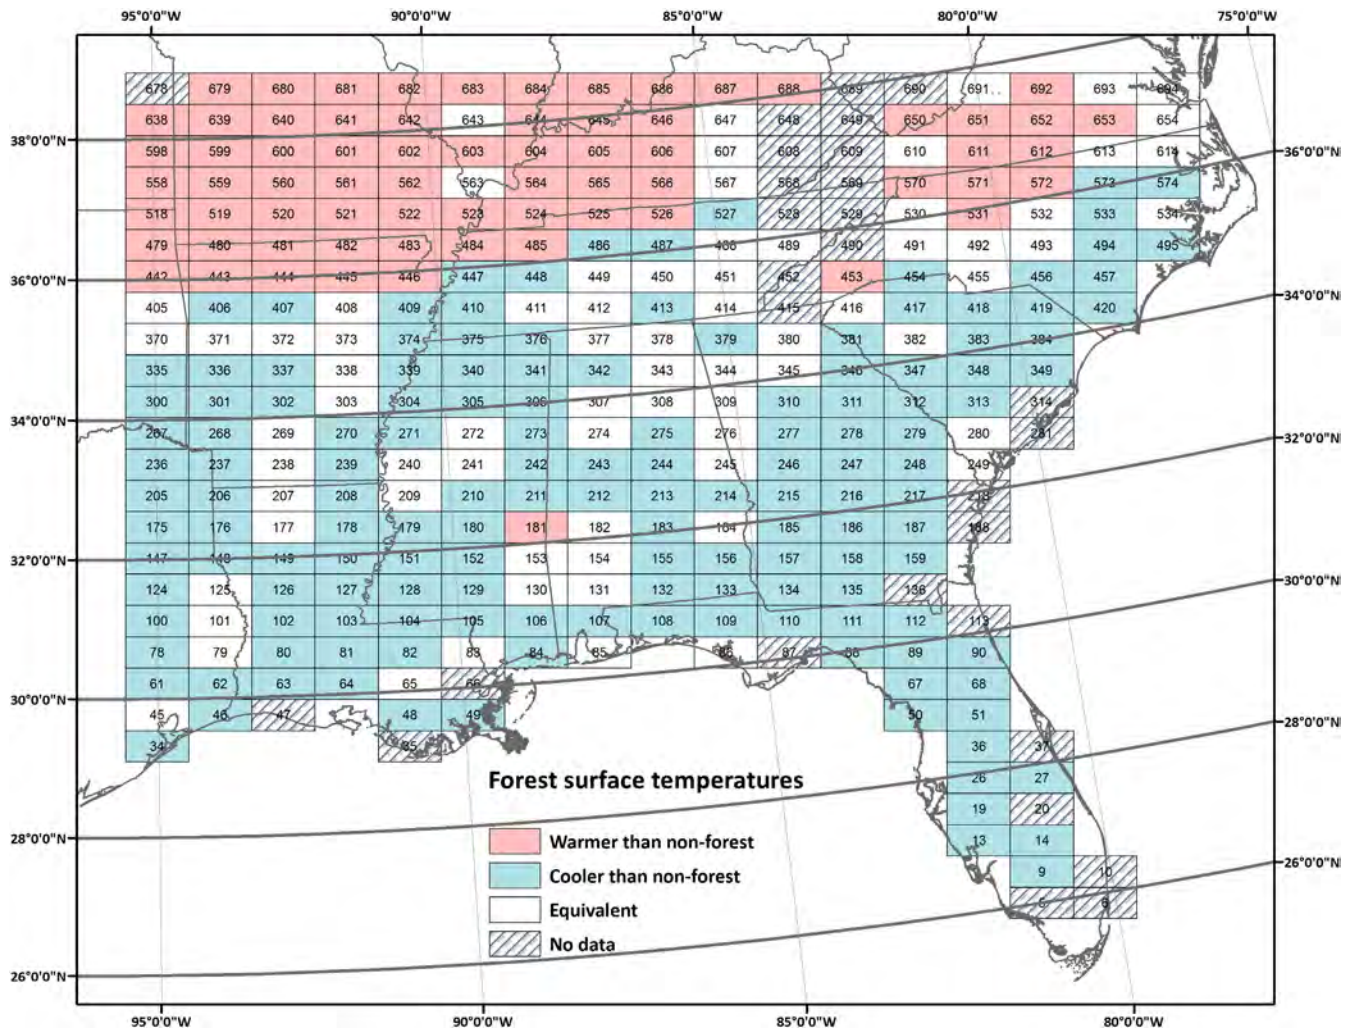 95°0'0"W 90°0'0"W 85°0'0"W 80°0'0"W 75°0'0"W
678 679 680 681 682 683 684 685 686 687 688 689 690 691 692 693 694
638 639 640 641 642 643 644 645 646 647 648 649 650 651 652 653 654
38°0'0"N
598 599 600 601 602 603 604 605 606 607 608 609 610 611 612 613 614
36°0'0"N
558 559 560 561 562 563 564 565 566 567 568 569 570 571 572 573 574
518 519 520 521 522 523 524 525 526 527 528 529 530 531 532 533 534
479 480 481 482 483 484 485 486 487 488 489 490 491 492 493 494 495
36°0'0"N
442 443 444 445 446 447 448 449 450 451 452 453 454 455 456 457
34°0'0"N
405 406 407 408 409 410 411 412 413 414 415 416 417 418 419 420
370 371 372 373 374 375 376 377 378 379 380 381 382 383 384
335 336 337 338 339 340 341 342 343 344 345 346 347 348 349
300 301 302 303 304 305 306 307 308 309 310 311 312 313 314
34°0'0"N
267 268 269 270 271 272 273 274 275 276 277 278 279 280 281
32°0'0"N
236 237 238 239 240 241 242 243 244 245 246 247 248 249
205 206 207 208 209 210 211 212 213 214 215 216 217 218
175 176 177 178 179 180 181 182 183 184 185 186 187 188
32°0'0"N
147 148 149 150 151 152 153 154 155 156 157 158 159
30°0'0"N
124 125 126 127 128 129 130 131 132 133 134 135 136
100 101 102 103 104 105 106 107 108 109 110 111 112 113
78 79 80 81 82 83 84 85 86 87 88 89 90
61 62 63 64 65 66 67 68
30°0'0"N
45 46 47 48 49 50 51
28°0'0"N
34 35 36 37
Forest surface temperatures
26 27
19 20
28°0'0"N
Warmer than non-forest
13 14
26°0'0"N
Cooler than non-forest
9 10
Equivalent
5 6
No data
26°0'0"N
95°0'0"W 90°0'0"W 85°0'0"W 80°0'0"W